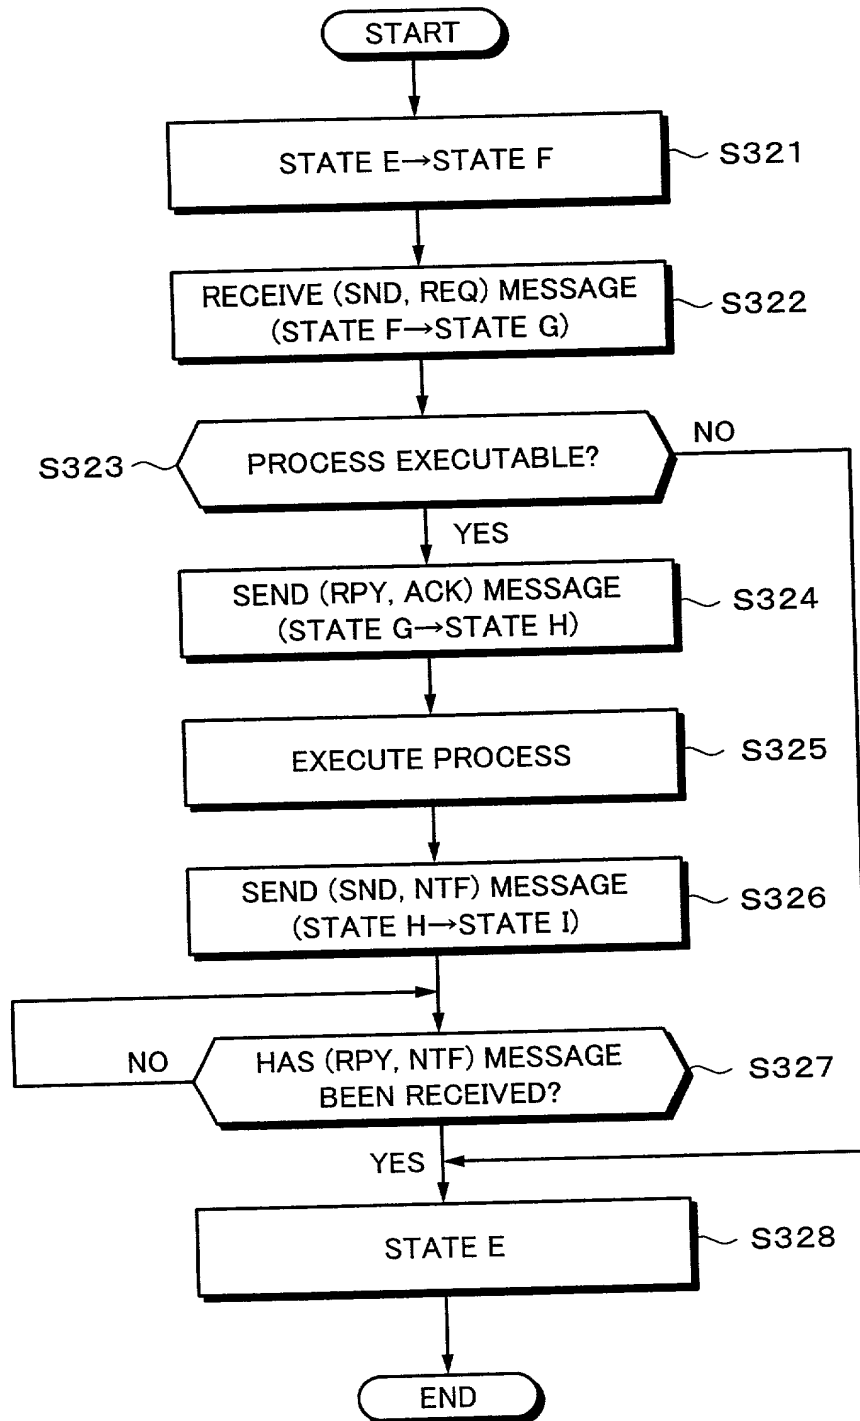 START
STATE E→STATE F
S321
RECEIVE (SND, REQ) MESSAGE
(STATE F→STATE G)
S322
S323
PROCESS EXECUTABLE?
NO
YES
SEND (RPY, ACK) MESSAGE
(STATE G→STATE H)
S324
EXECUTE PROCESS
S325
SEND (SND, NTF) MESSAGE
(STATE H→STATE I)
S326
NO
HAS (RPY, NTF) MESSAGE
BEEN RECEIVED?
S327
YES
STATE E
S328
END